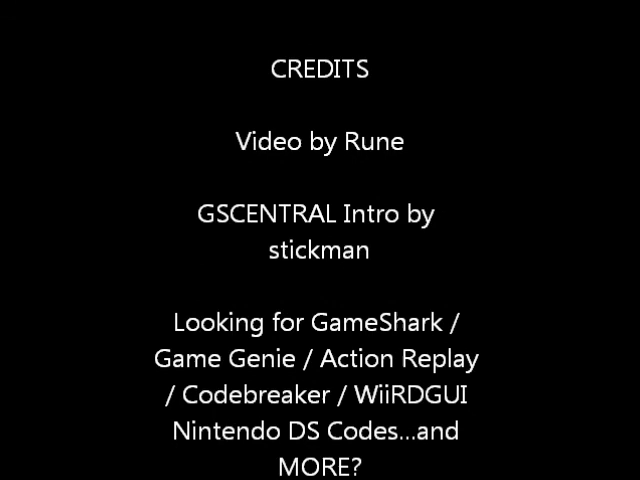 CREDITS
Video by Rune
GSCENTRAL Intro by
stickman
Looking for GameShark /
Game Genie / Action Replay
/ Codebreaker / WiiRDGUI
Nintendo DS Codes...and
MORE?